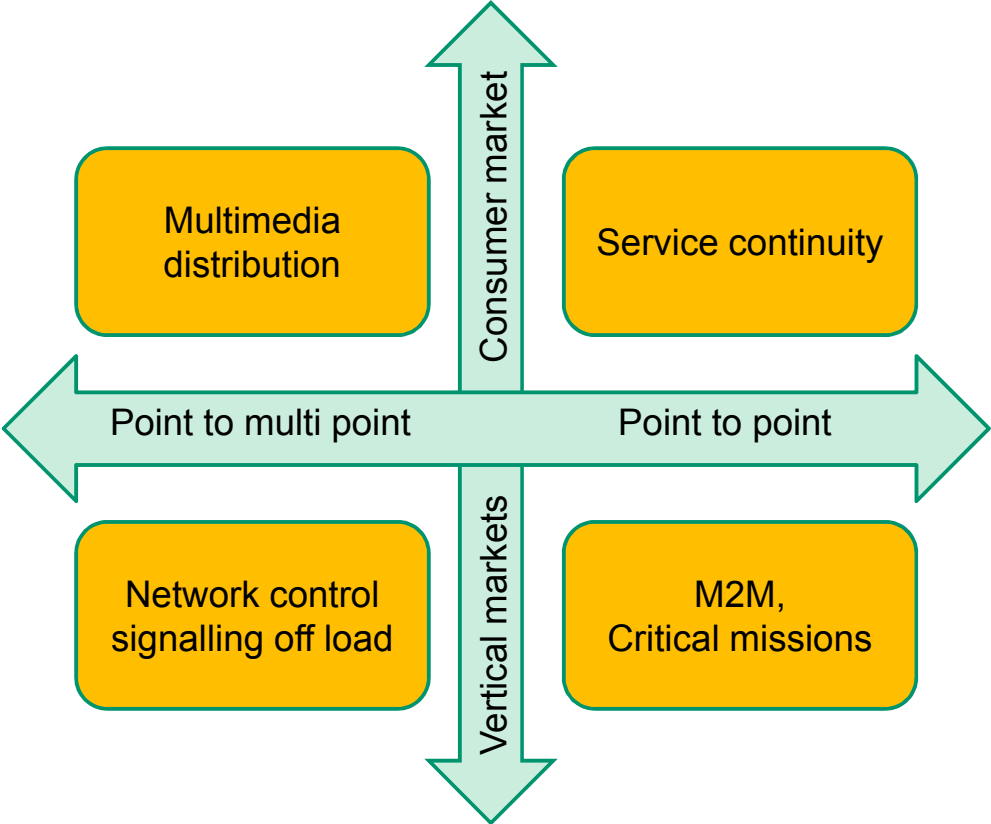 Consumer market
Multimedia
distribution
Service continuity
Point to multi point
Point to point
Network control
signalling off load
M2M,
Critical missions
Vertical markets